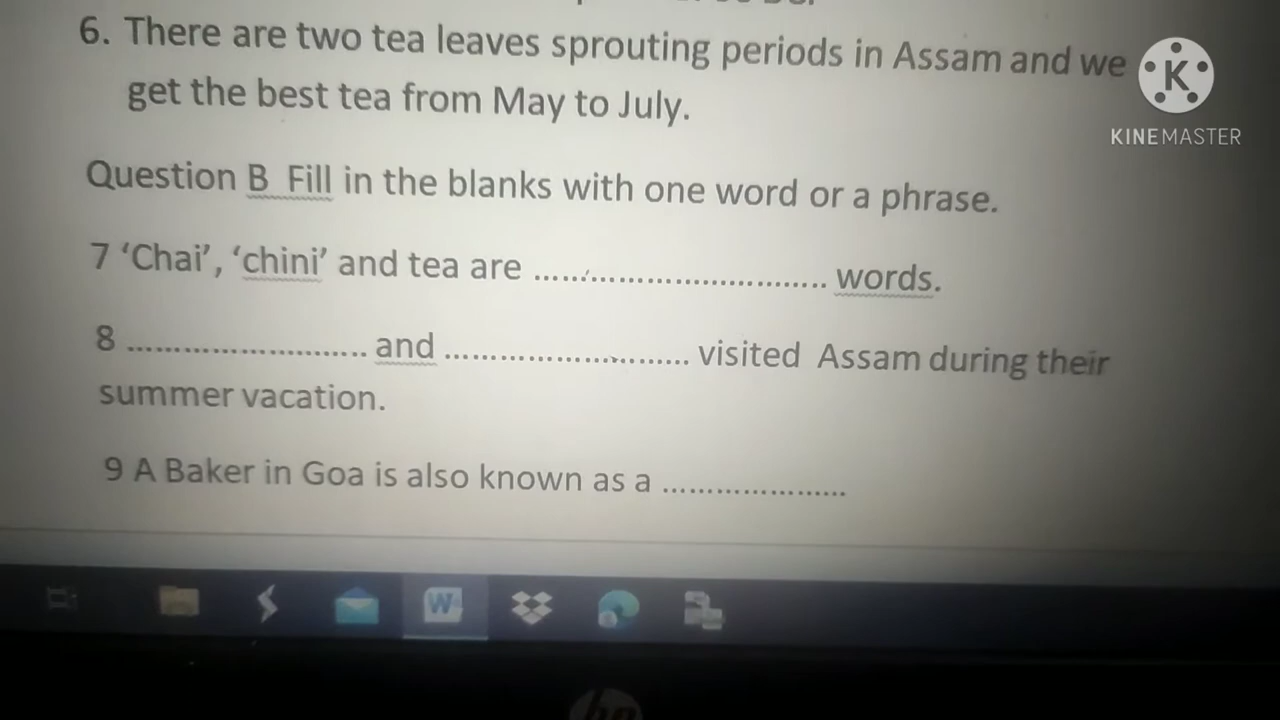 6. There are two tea leaves sprouting periods in Assam and we
get the best tea from May to July.
K
KINEMASTER
Question B Fill in the blanks with one word or a phrase.
7 ‘Chai’, ‘chini’ and tea are ................................. words.
8 .......................... and ........................... visited Assam during their
summer vacation.
9 A Baker in Goa is also known as a .....................
W
hp